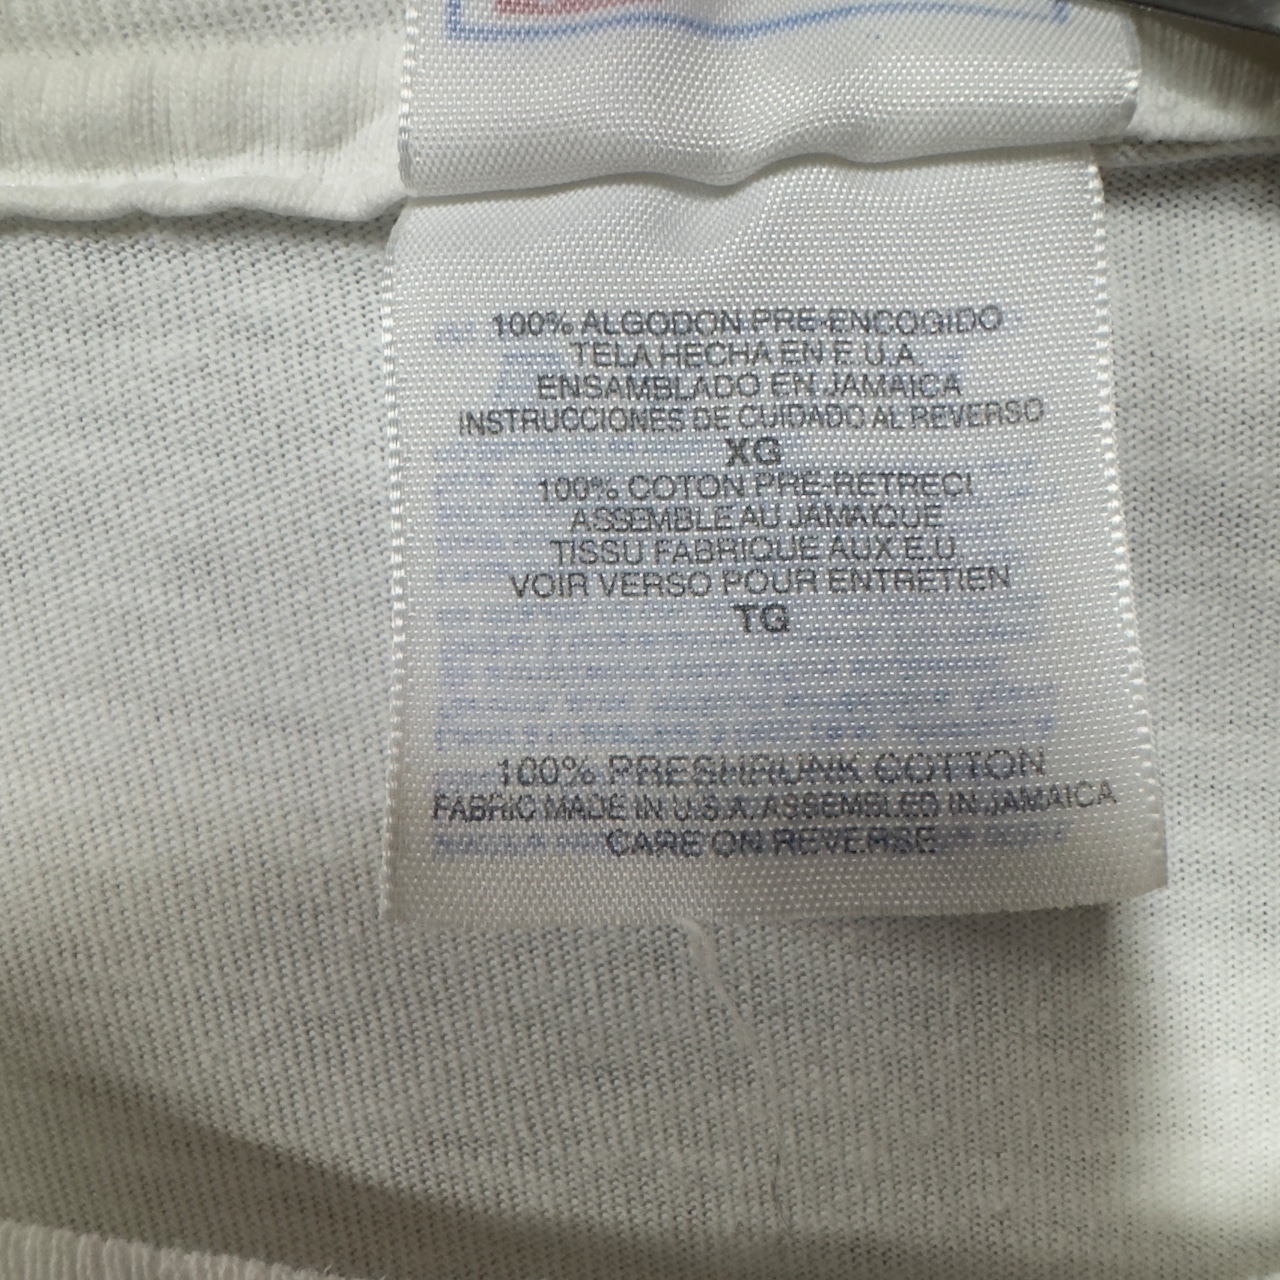 100% ALGODON PRE-ENCOGIDO
TELA HECHA EN E.U.A.
ENSAMBLADO EN JAMAICA
INSTRUCCIONES DE CUIDADO AL REVERSO
XG
100% COTON PRE-RETRECI
ASSEMBLE AU JAMAIQUE
TISSU FABRIQUE AUX E.U.
VOIR VERSO POUR ENTRETIEN
TG
100% PRESHRUNK COTTON
FABRIC MADE IN U.S.A. ASSEMBLED IN JAMAICA
CARE ON REVERSE